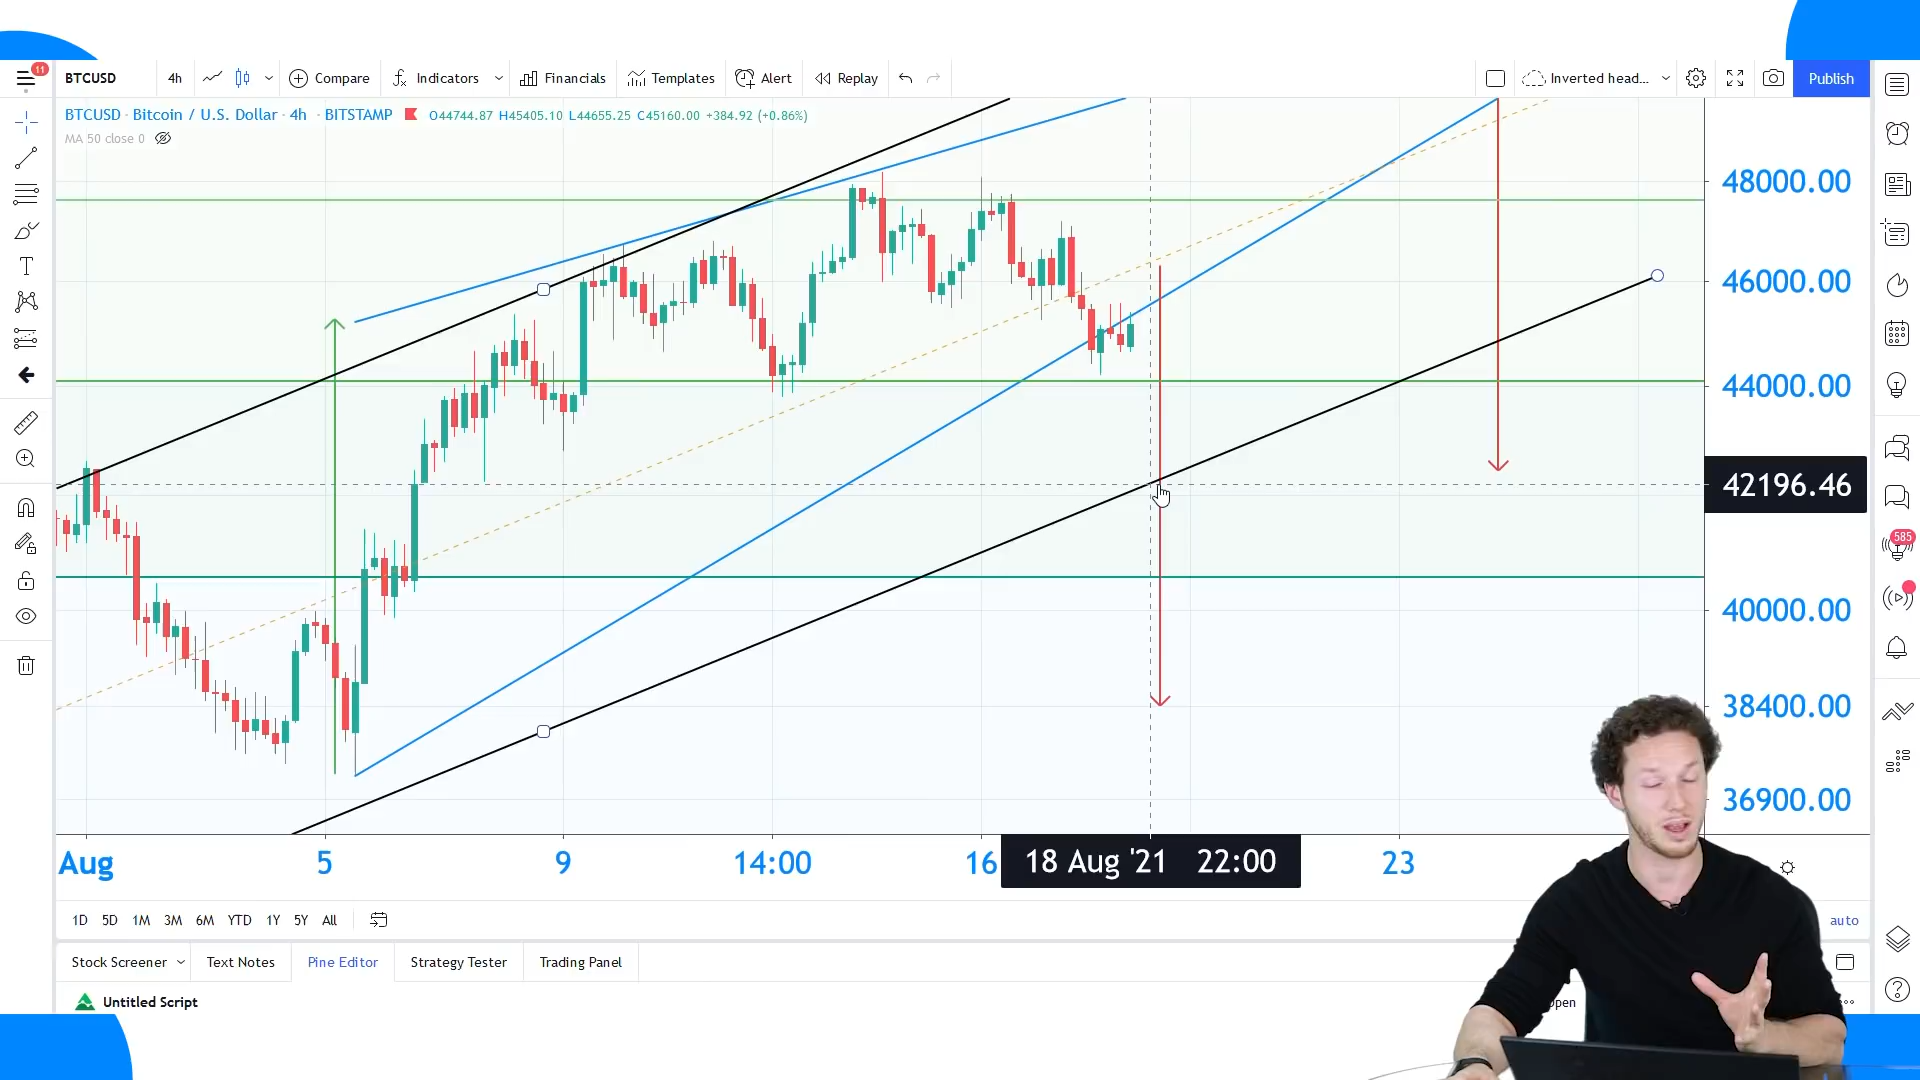 11
BTCUSD 4h Compare Indicators Financials Templates Alert Replay Inverted head... Publish
BTCUSD · Bitcoin / U.S. Dollar · 4h · BITSTAMP O44744.87 H45405.10 L44655.25 C45160.00 +384.92 (+0.86%)
MA 50 close 0
48000.00
46000.00
44000.00
42196.46
585
40000.00
38400.00
36900.00
Aug 5 9 14:00 16 18 Aug '21 22:00 23
1D 5D 1M 3M 6M YTD 1Y 5Y All auto
Stock Screener Text Notes Pine Editor Strategy Tester Trading Panel
Untitled Script